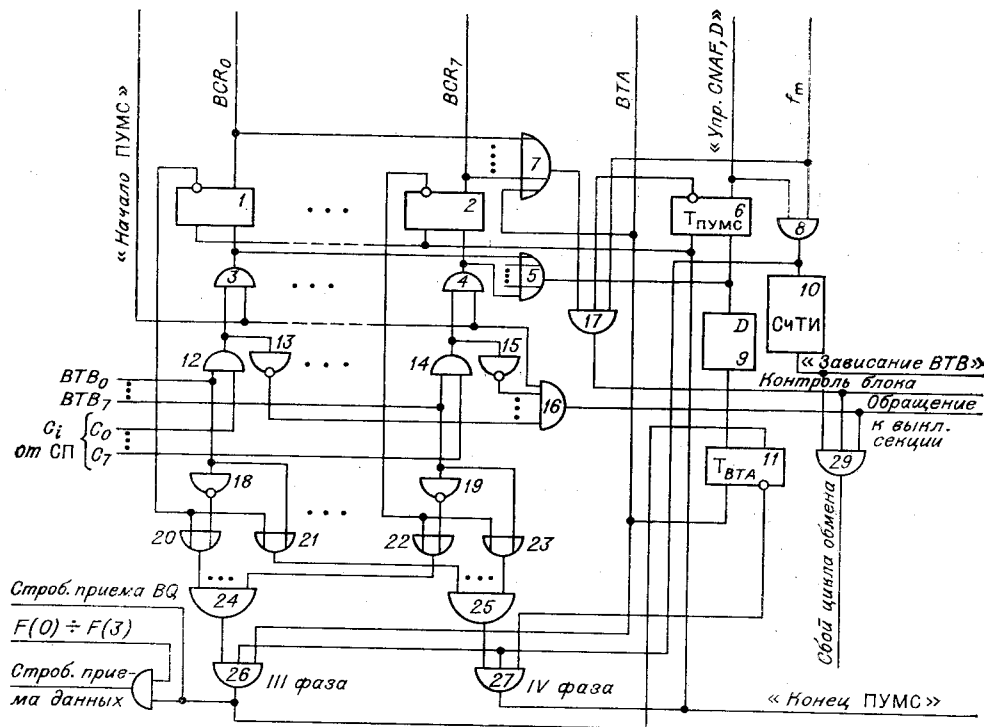 «Начало ПУМС»
BCR0
BCR7
BTA
«Упр. CNAF,D»
fm
1
...
2
7
Тпумс
6
8
3
...
4
5
17
D
9
10
СчТИ
12
13
...
14
15
16
BTB0
BTB7
Ci
от СП
C0
C7
«Зависание BTB»
Контроль блока
Обращение
к выкл.
секции
TBTA
11
29
18
...
19
20
21
22
23
...
...
24
25
Сбой цикла обмена
Строб. приема BQ
F(0) ÷ F(3)
Строб. прие-
ма данных
26
III фаза
27
IV фаза
«Конец ПУМС»